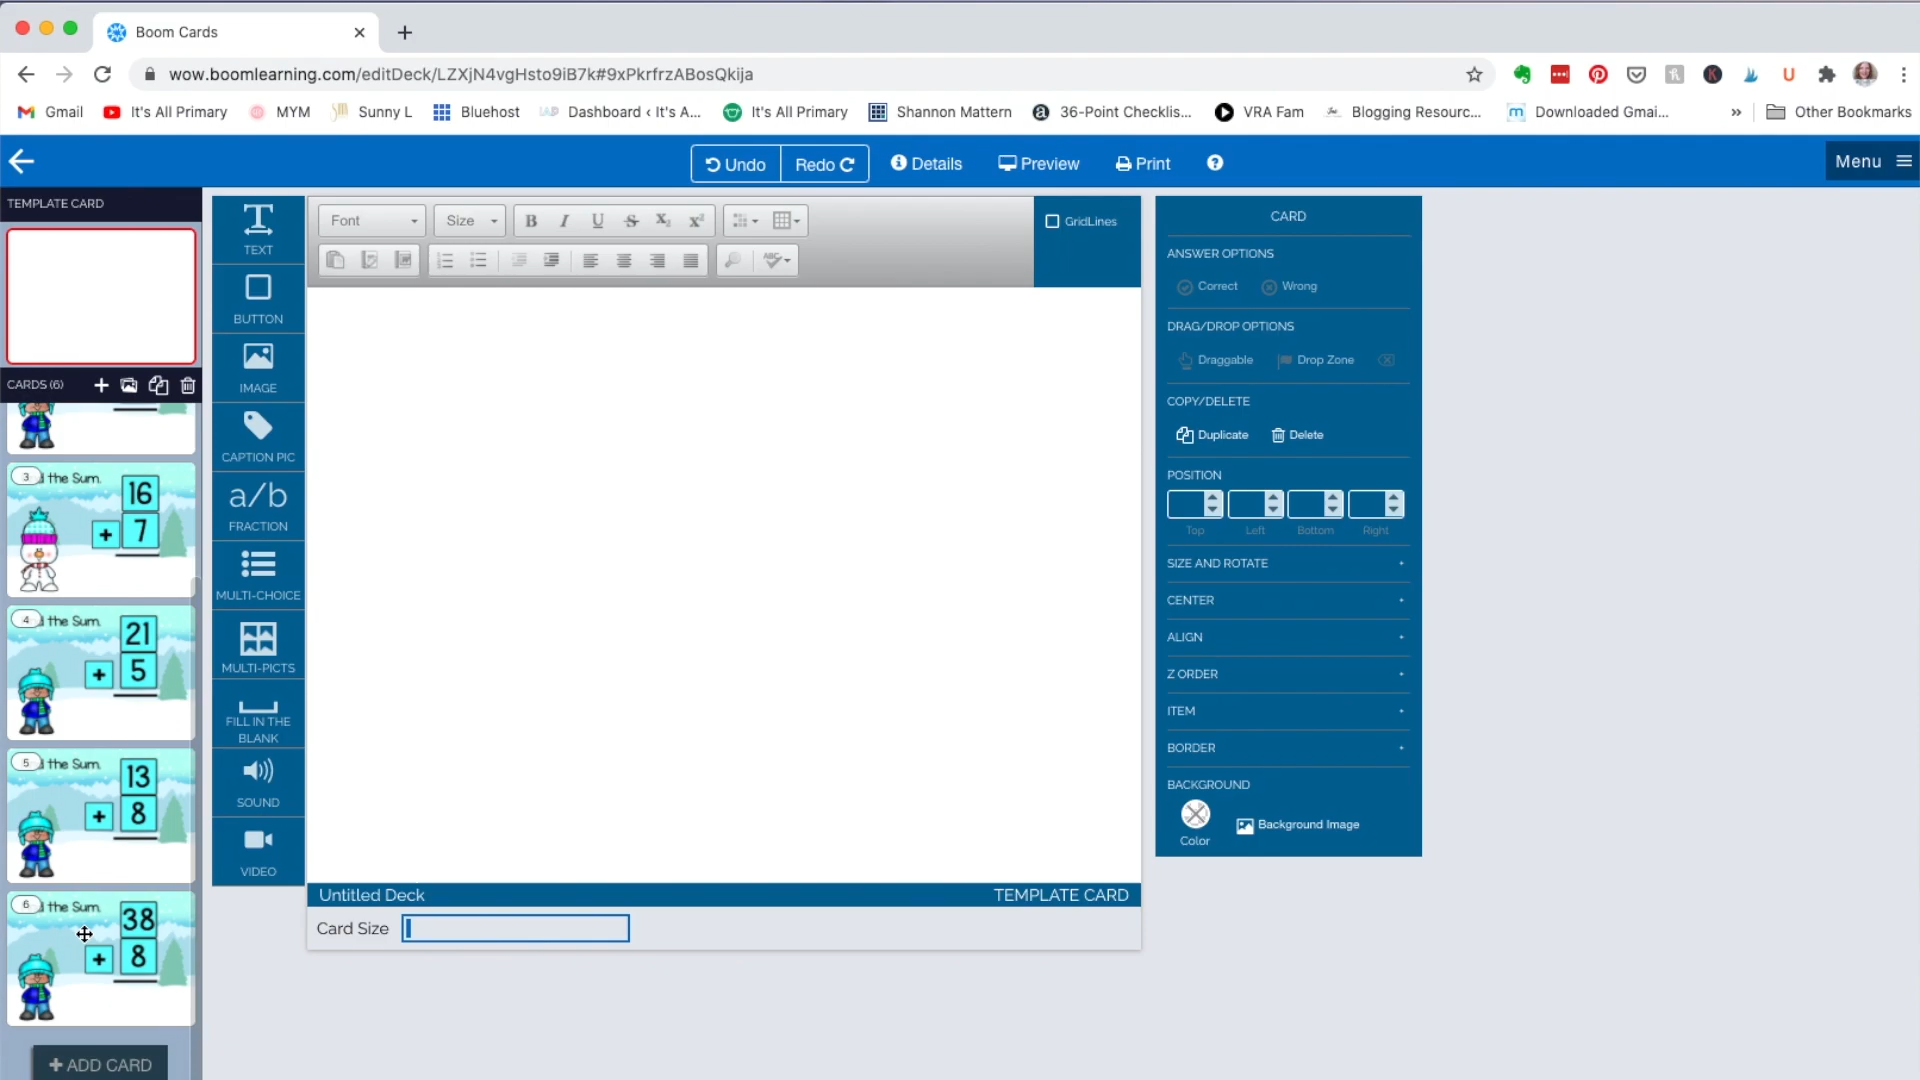 Boom Cards
wow.boomlearning.com/editDeck/LZXjN4vgHsto9iB7k#9xPkrfrzABosQkija
Gmail It's All Primary MYM Sunny L Bluehost Dashboard ‹ It's A... It's All Primary Shannon Mattern 36-Point Checklis... VRA Fam Blogging Resourc... Downloaded Gmai... » Other Bookmarks
Undo Redo Details Preview Print ? Menu
TEMPLATE CARD
CARDS (6)
3 the Sum.
16
+ 7
4 the Sum.
21
+ 5
5 the Sum.
13
+ 8
6 the Sum.
38
+ 8
+ ADD CARD
TEXT
BUTTON
IMAGE
CAPTION PIC
a/b
FRACTION
MULTI-CHOICE
MULTI-PICTS
FILL IN THE
BLANK
SOUND
VIDEO
Font Size B I U S X₂ X²
ABC
GridLines
Untitled Deck TEMPLATE CARD
Card Size
CARD
ANSWER OPTIONS
Correct Wrong
DRAG/DROP OPTIONS
Draggable Drop Zone
COPY/DELETE
Duplicate Delete
POSITION
Top Left Bottom Right
SIZE AND ROTATE +
CENTER +
ALIGN +
Z ORDER +
ITEM +
BORDER +
BACKGROUND
Color Background Image